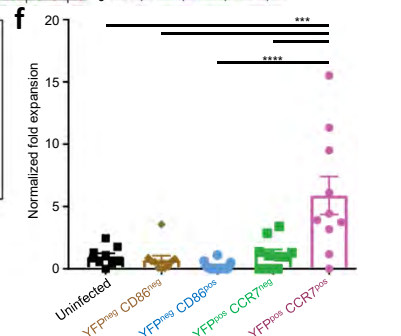 f
***
****
Normalized fold expansion
20
15
10
5
0
Uninfected
YFPneg CD86neg
YFPneg CD86pos
YFPpos CCR7neg
YFPpos CCR7pos